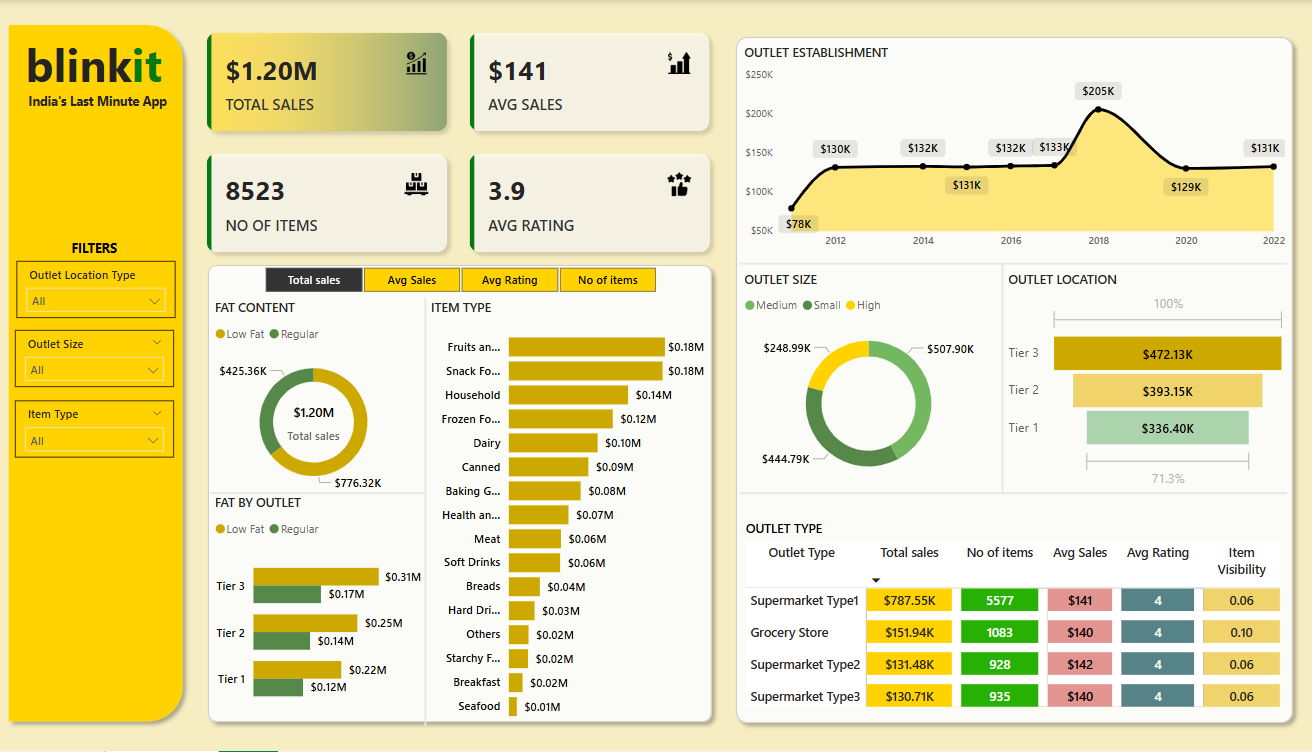 blinkit
India's Last Minute App
FILTERS
Outlet Location Type
All
Outlet Size
All
Item Type
All
$1.20M
TOTAL SALES
$141
AVG SALES
8523
NO OF ITEMS
3.9
AVG RATING
Total sales
Avg Sales
Avg Rating
No of items
FAT CONTENT
Low Fat Regular
$425.36K
$1.20M
Total sales
$776.32K
FAT BY OUTLET
Low Fat Regular
Tier 3 $0.31M
$0.17M
Tier 2 $0.25M
$0.14M
Tier 1 $0.22M
$0.12M
ITEM TYPE
Fruits an... $0.18M
Snack Fo... $0.18M
Household $0.14M
Frozen Fo... $0.12M
Dairy $0.10M
Canned $0.09M
Baking G... $0.08M
Health an... $0.07M
Meat $0.06M
Soft Drinks $0.06M
Breads $0.04M
Hard Dri... $0.03M
Others $0.02M
Starchy F... $0.02M
Breakfast $0.02M
Seafood $0.01M
OUTLET ESTABLISHMENT
$250K
$200K
$150K
$100K
$50K
$78K
$130K
$132K
$131K
$132K
$133K
$205K
$129K
$131K
2012 2014 2016 2018 2020 2022
OUTLET SIZE
Medium Small High
$248.99K
$507.90K
$444.79K
OUTLET LOCATION
100%
Tier 3 $472.13K
Tier 2 $393.15K
Tier 1 $336.40K
71.3%
OUTLET TYPE
Outlet Type Total sales No of items Avg Sales Avg Rating Item Visibility
Supermarket Type1 $787.55K 5577 $141 4 0.06
Grocery Store $151.94K 1083 $140 4 0.10
Supermarket Type2 $131.48K 928 $142 4 0.06
Supermarket Type3 $130.71K 935 $140 4 0.06